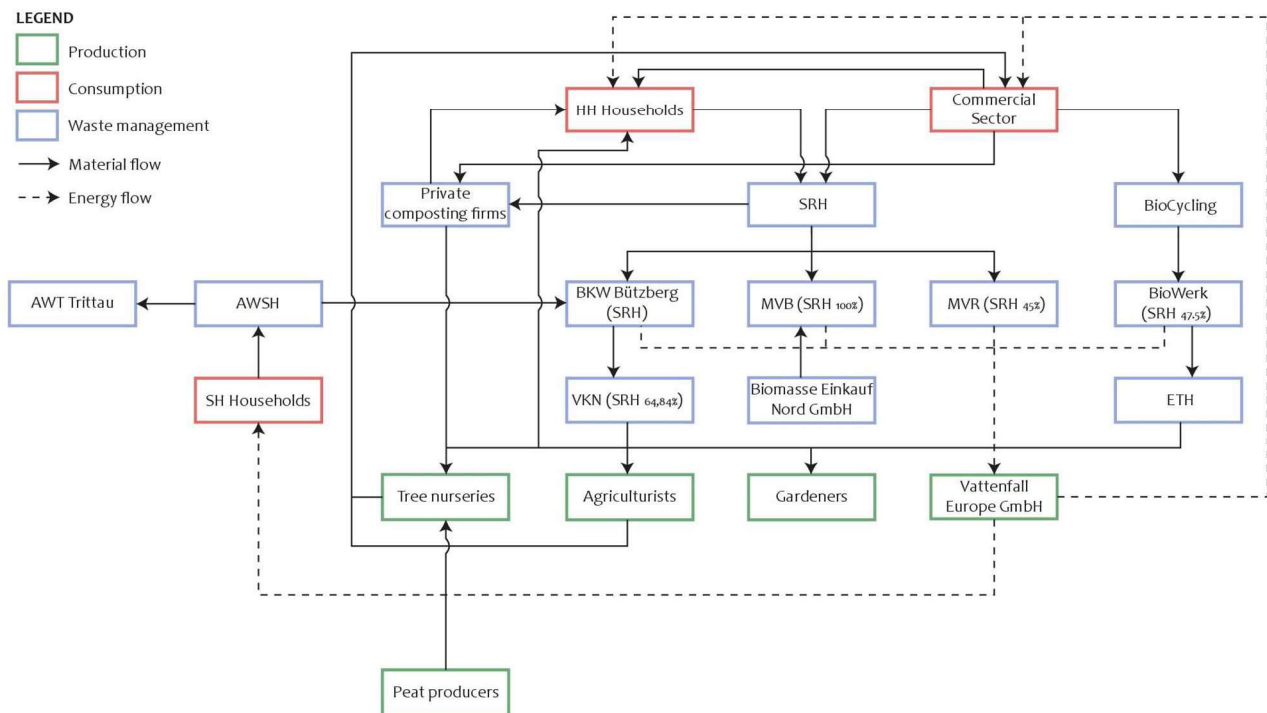 LEGEND
Production
Consumption
Waste management
Material flow
Energy flow
HH Households
Commercial
Sector
Private
composting firms
SRH
BioCycling
AWT Trittau
AWSH
BKW Bützberg
(SRH)
MVB (SRH 100%)
MVR (SRH 45%)
BioWerk
(SRH 47.5%)
SH Households
VKN (SRH 64,84%)
Biomasse Einkauf
Nord GmbH
ETH
Tree nurseries
Agriculturists
Gardeners
Vattenfall
Europe GmbH
Peat producers